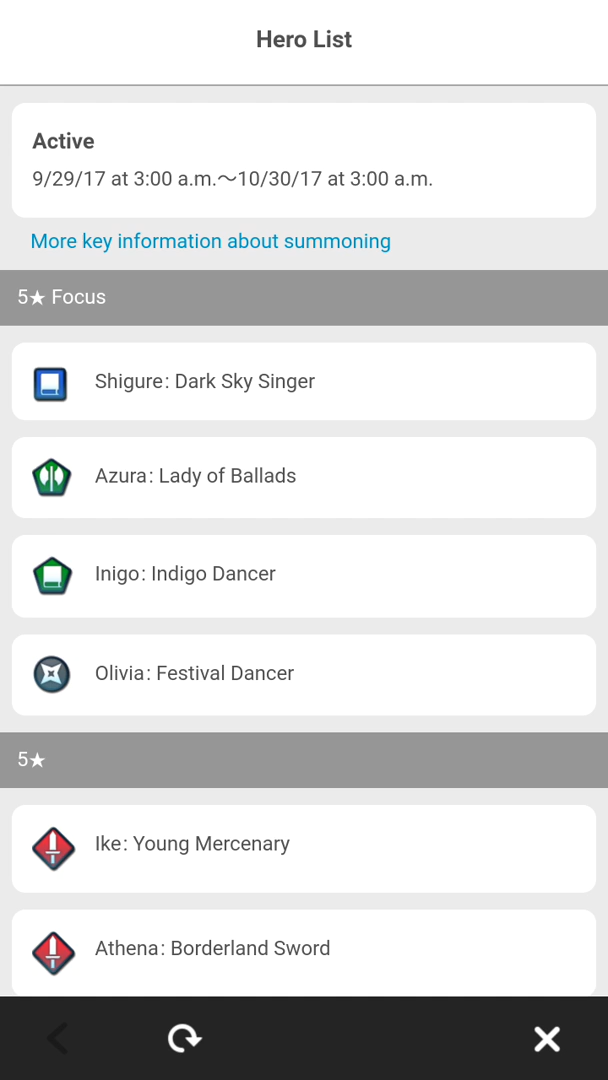 Hero List
Active
9/29/17 at 3:00 a.m.～10/30/17 at 3:00 a.m.
More key information about summoning
5★ Focus
Shigure: Dark Sky Singer
Azura: Lady of Ballads
Inigo: Indigo Dancer
Olivia: Festival Dancer
5★
Ike: Young Mercenary
Athena: Borderland Sword